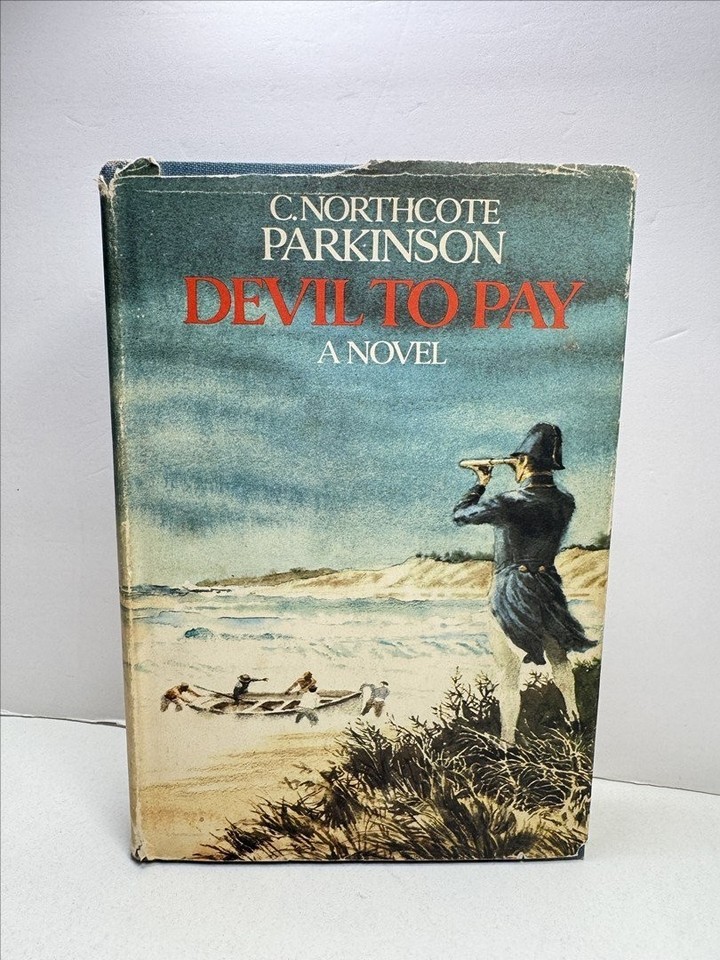 C. NORTHCOTE
PARKINSON
DEVIL TO PAY
A NOVEL